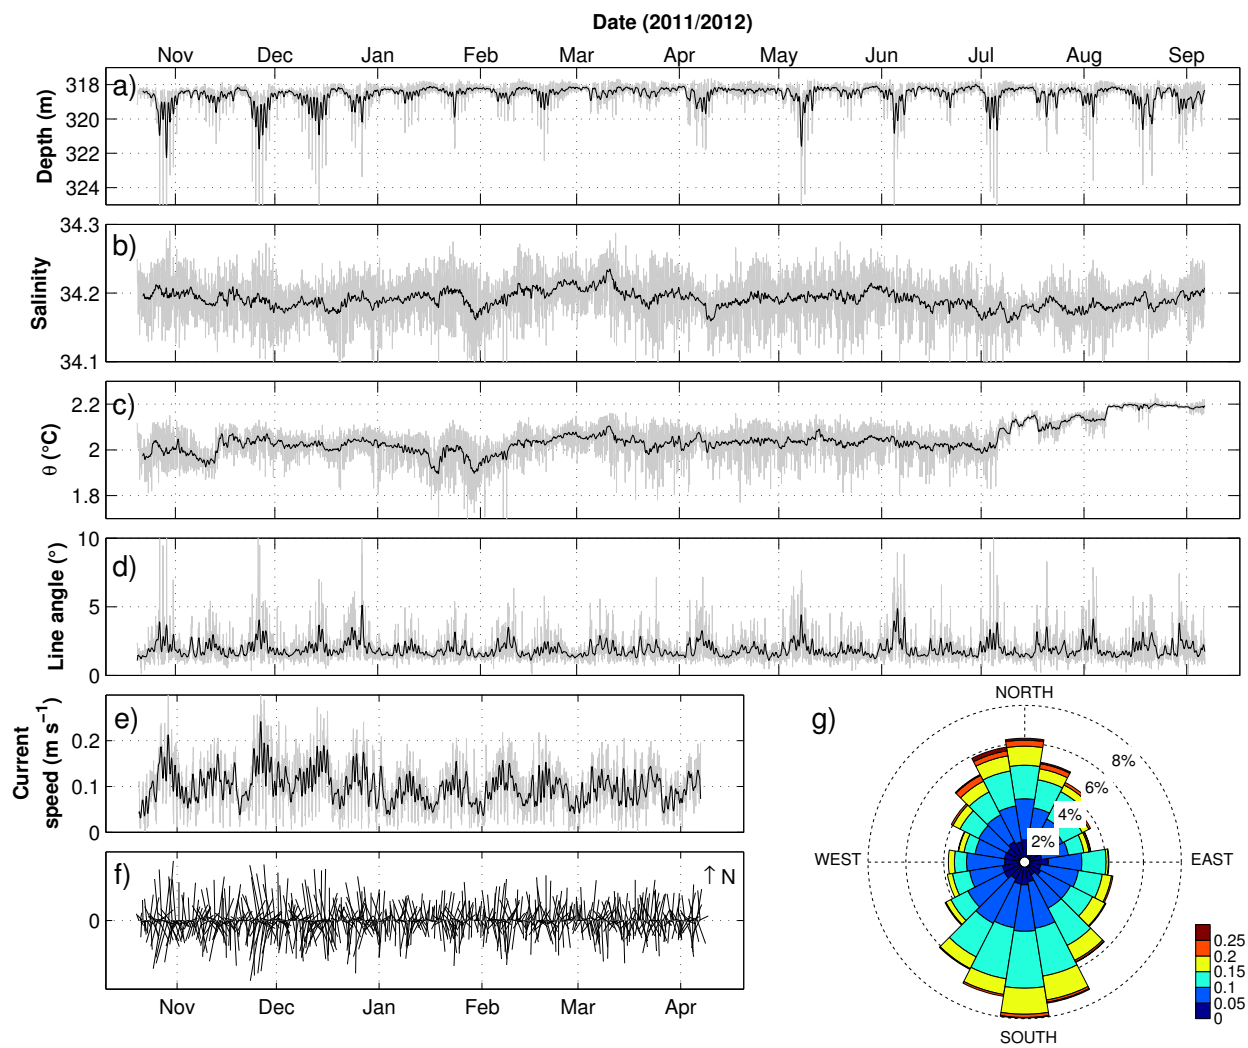 Date (2011/2012)
Nov Dec Jan Feb Mar Apr May Jun Jul Aug Sep
a)
Depth (m)
318
320
322
324
b)
Salinity
34.3
34.2
34.1
c)
θ (°C)
2.2
2
1.8
d)
Line angle (°)
10
5
0
e)
Current
speed (m s⁻¹)
0.2
0.1
0
f)
↑ N
0
Nov Dec Jan Feb Mar Apr
g)
NORTH
8%
6%
4%
2%
WEST
EAST
SOUTH
0.25
0.2
0.15
0.1
0.05
0